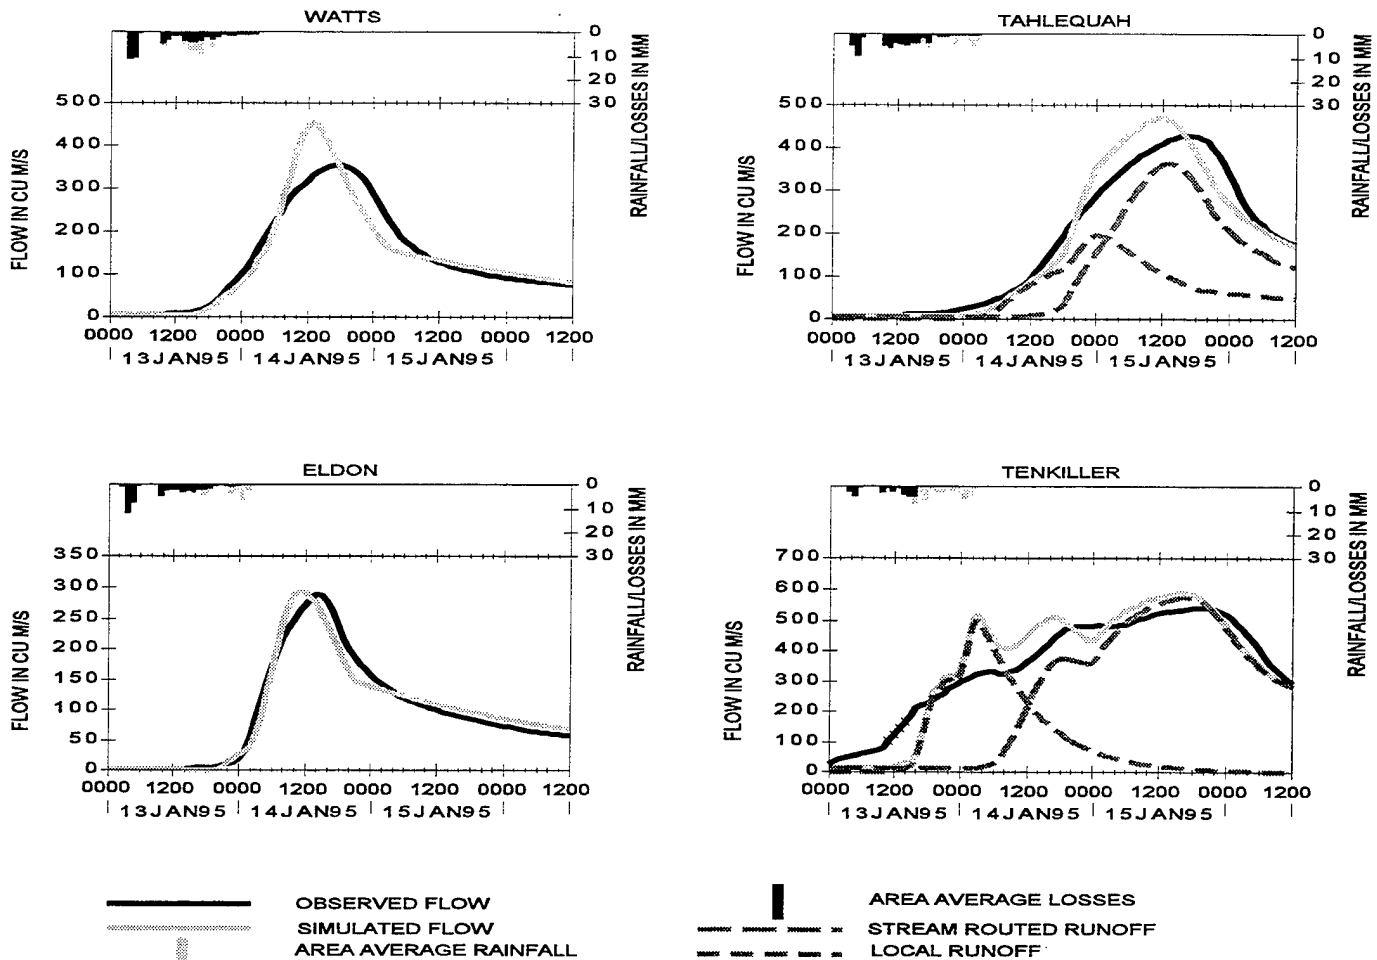 WATTS
0
10
20
30
RAINFALL/LOSSES IN MM
500
400
300
200
100
0
FLOW IN CU M/S
0000 1200 0000 1200 0000 1200 0000 1200
13JAN95 | 14JAN95 | 15JAN95 |
TAHLEQUAH
0
10
20
30
RAINFALL/LOSSES IN MM
500
400
300
200
100
0
FLOW IN CU M/S
0000 1200 0000 1200 0000 1200 0000 1200
13JAN95 | 14JAN95 | 15JAN95 |
ELDON
0
10
20
30
RAINFALL/LOSSES IN MM
350
300
250
200
150
100
50
0
FLOW IN CU M/S
0000 1200 0000 1200 0000 1200 0000 1200
13JAN95 | 14JAN95 | 15JAN95 |
TENKILLER
0
10
20
30
RAINFALL/LOSSES IN MM
700
600
500
400
300
200
100
0
FLOW IN CU M/S
0000 1200 0000 1200 0000 1200 0000 1200
13JAN95 | 14JAN95 | 15JAN95 |
OBSERVED FLOW
SIMULATED FLOW
AREA AVERAGE RAINFALL
AREA AVERAGE LOSSES
STREAM ROUTED RUNOFF
LOCAL RUNOFF